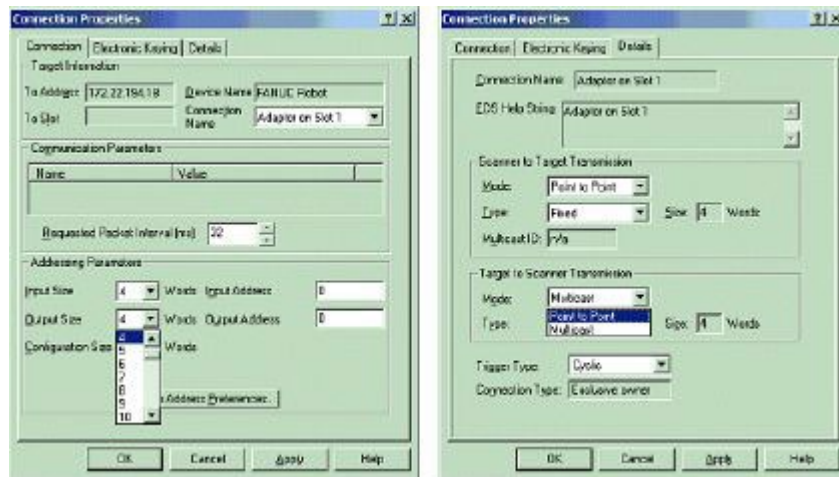 Connection Properties
Connection Electronic Keying Details
Target Information
To Address 172.22.194.18 Device Name FANUC Robot
To Slot Connection Name Adapter on Slot 1
Communication Parameters
Name Value
Requested Packet Interval (ms) 32
Addressing Parameters
Input Size 4 Words Input Address 0
Output Size 4 Words Output Address 0
4
5
6
7
8
9
10
Configuration Size Words
Address Preferences...
OK Cancel Apply Help
Connection Properties
Connection Electronic Keying Details
Connection Name Adapter on Slot 1
EDS Help String Adapter on Slot 1
Scanner to Target Transmission
Mode: Point to Point
Type: Fixed Size: 4 Words
Multicast ID: n/a
Target to Scanner Transmission
Mode: Multicast
Point to Point
Multicast
Type: Size: 4 Words
Trigger Type: Cyclic
Connection Type: Exclusive owner
OK Cancel Apply Help